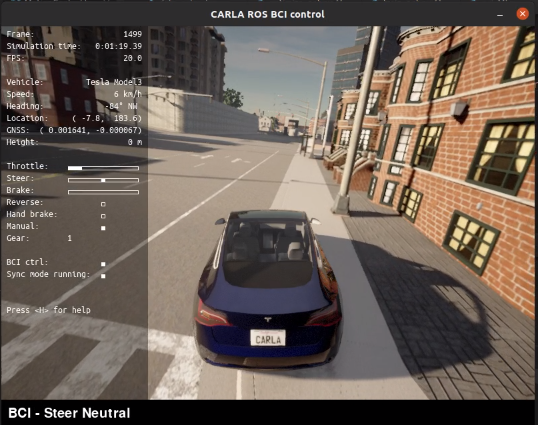 CARLA ROS BCI control
Frame: 1499
Simulation time: 0:01:19.39
FPS: 20.0
Vehicle: Tesla Model3
Speed: 6 km/h
Heading: -84° NW
Location: ( -7.8, 183.6)
GNSS: ( 0.001641, -0.000067)
Height: 0 m
Throttle:
Steer:
Brake:
Reverse:
Hand brake:
Manual:
Gear: 1
BCI ctrl:
Sync mode running:
Press <H> for help
CARLA
BCI - Steer Neutral